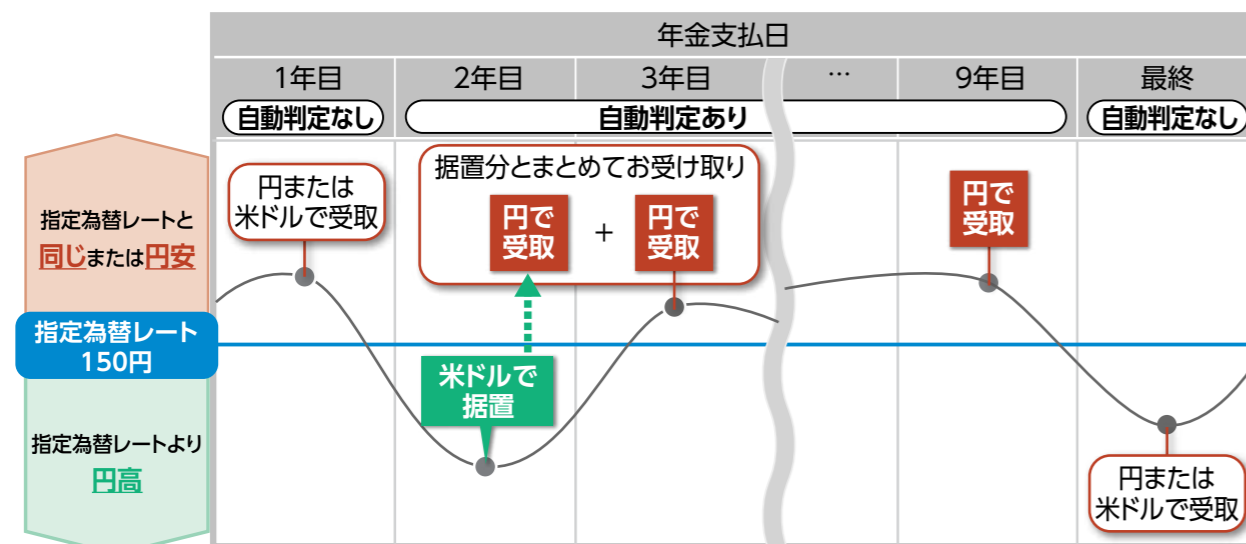 年金支払日
1年目 2年目 3年目 … 9年目 最終
自動判定なし 自動判定あり 自動判定なし
指定為替レートと
同じまたは円安
指定為替レート
150円
指定為替レートより
円高
円または
米ドルで受取
据置分とまとめてお受け取り
円で
受取
+
円で
受取
米ドルで
据置
円で
受取
円または
米ドルで受取